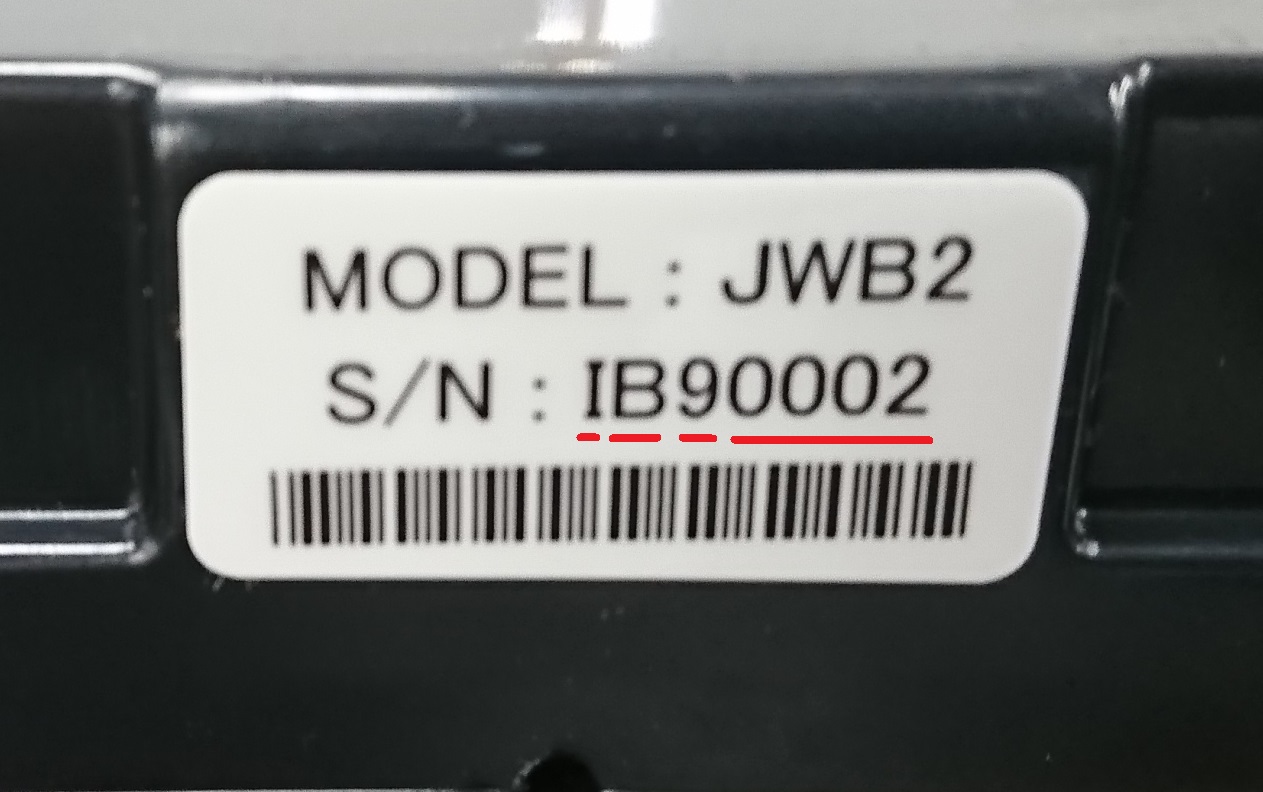 MODEL : JWB2
S/N : IB90002